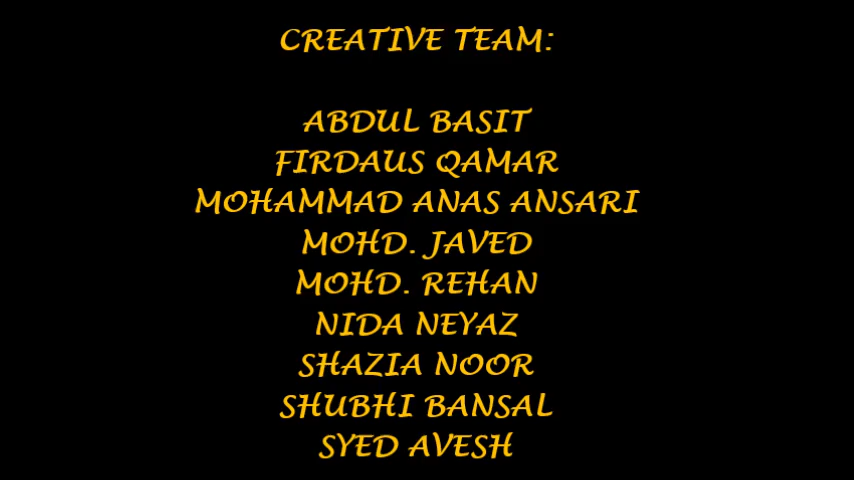 CREATIVE TEAM:
ABDUL BASIT
FIRDAUS QAMAR
MOHAMMAD ANAS ANSARI
MOHD. JAVED
MOHD. REHAN
NIDA NEYAZ
SHAZIA NOOR
SHUBHI BANSAL
SYED AVESH